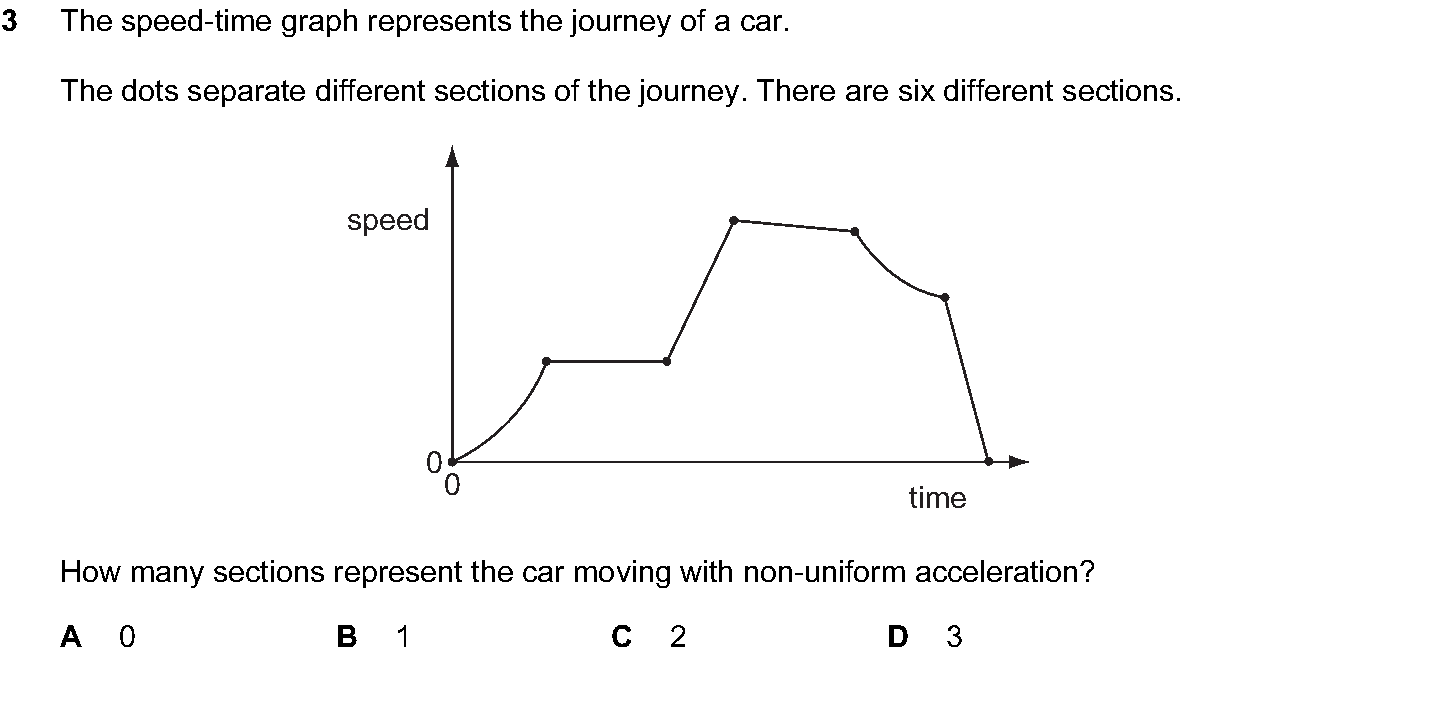 3 The speed-time graph represents the journey of a car.
The dots separate different sections of the journey. There are six different sections.
speed
0
0
time
How many sections represent the car moving with non-uniform acceleration?
A 0 B 1 C 2 D 3